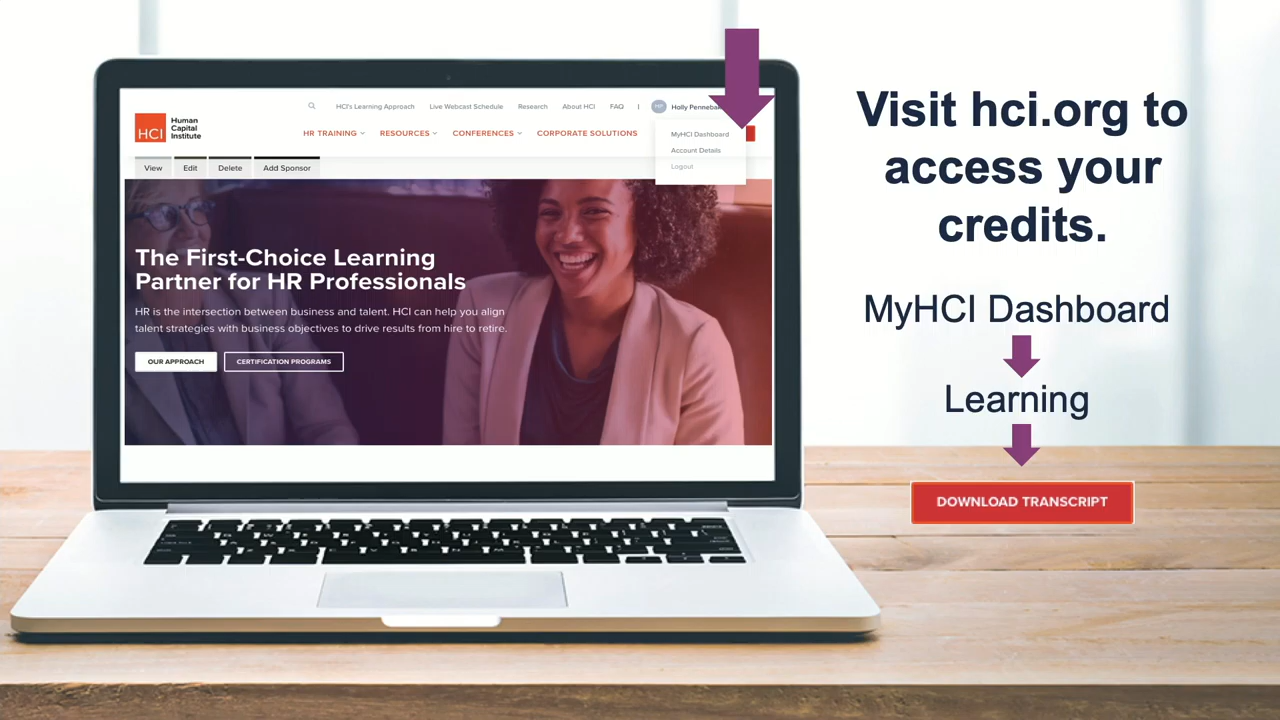 HCI's Learning Approach
Live Webcast Schedule
Research
About HCI
FAQ
|
HP
Holly
HCI
Human
Capital
Institute
HR TRAINING
RESOURCES
CONFERENCES
CORPORATE SOLUTIONS
MyHCI Dashboard
Account Details
Logout
View
Edit
Delete
Add Sponsor
The First-Choice Learning
Partner for HR Professionals
HR is the intersection between business and talent. HCI can help you align
talent strategies with business objectives to drive results from hire to retire.
OUR APPROACH
CERTIFICATION PROGRAMS
Visit hci.org to
access your
credits.
MyHCI Dashboard
Learning
DOWNLOAD TRANSCRIPT